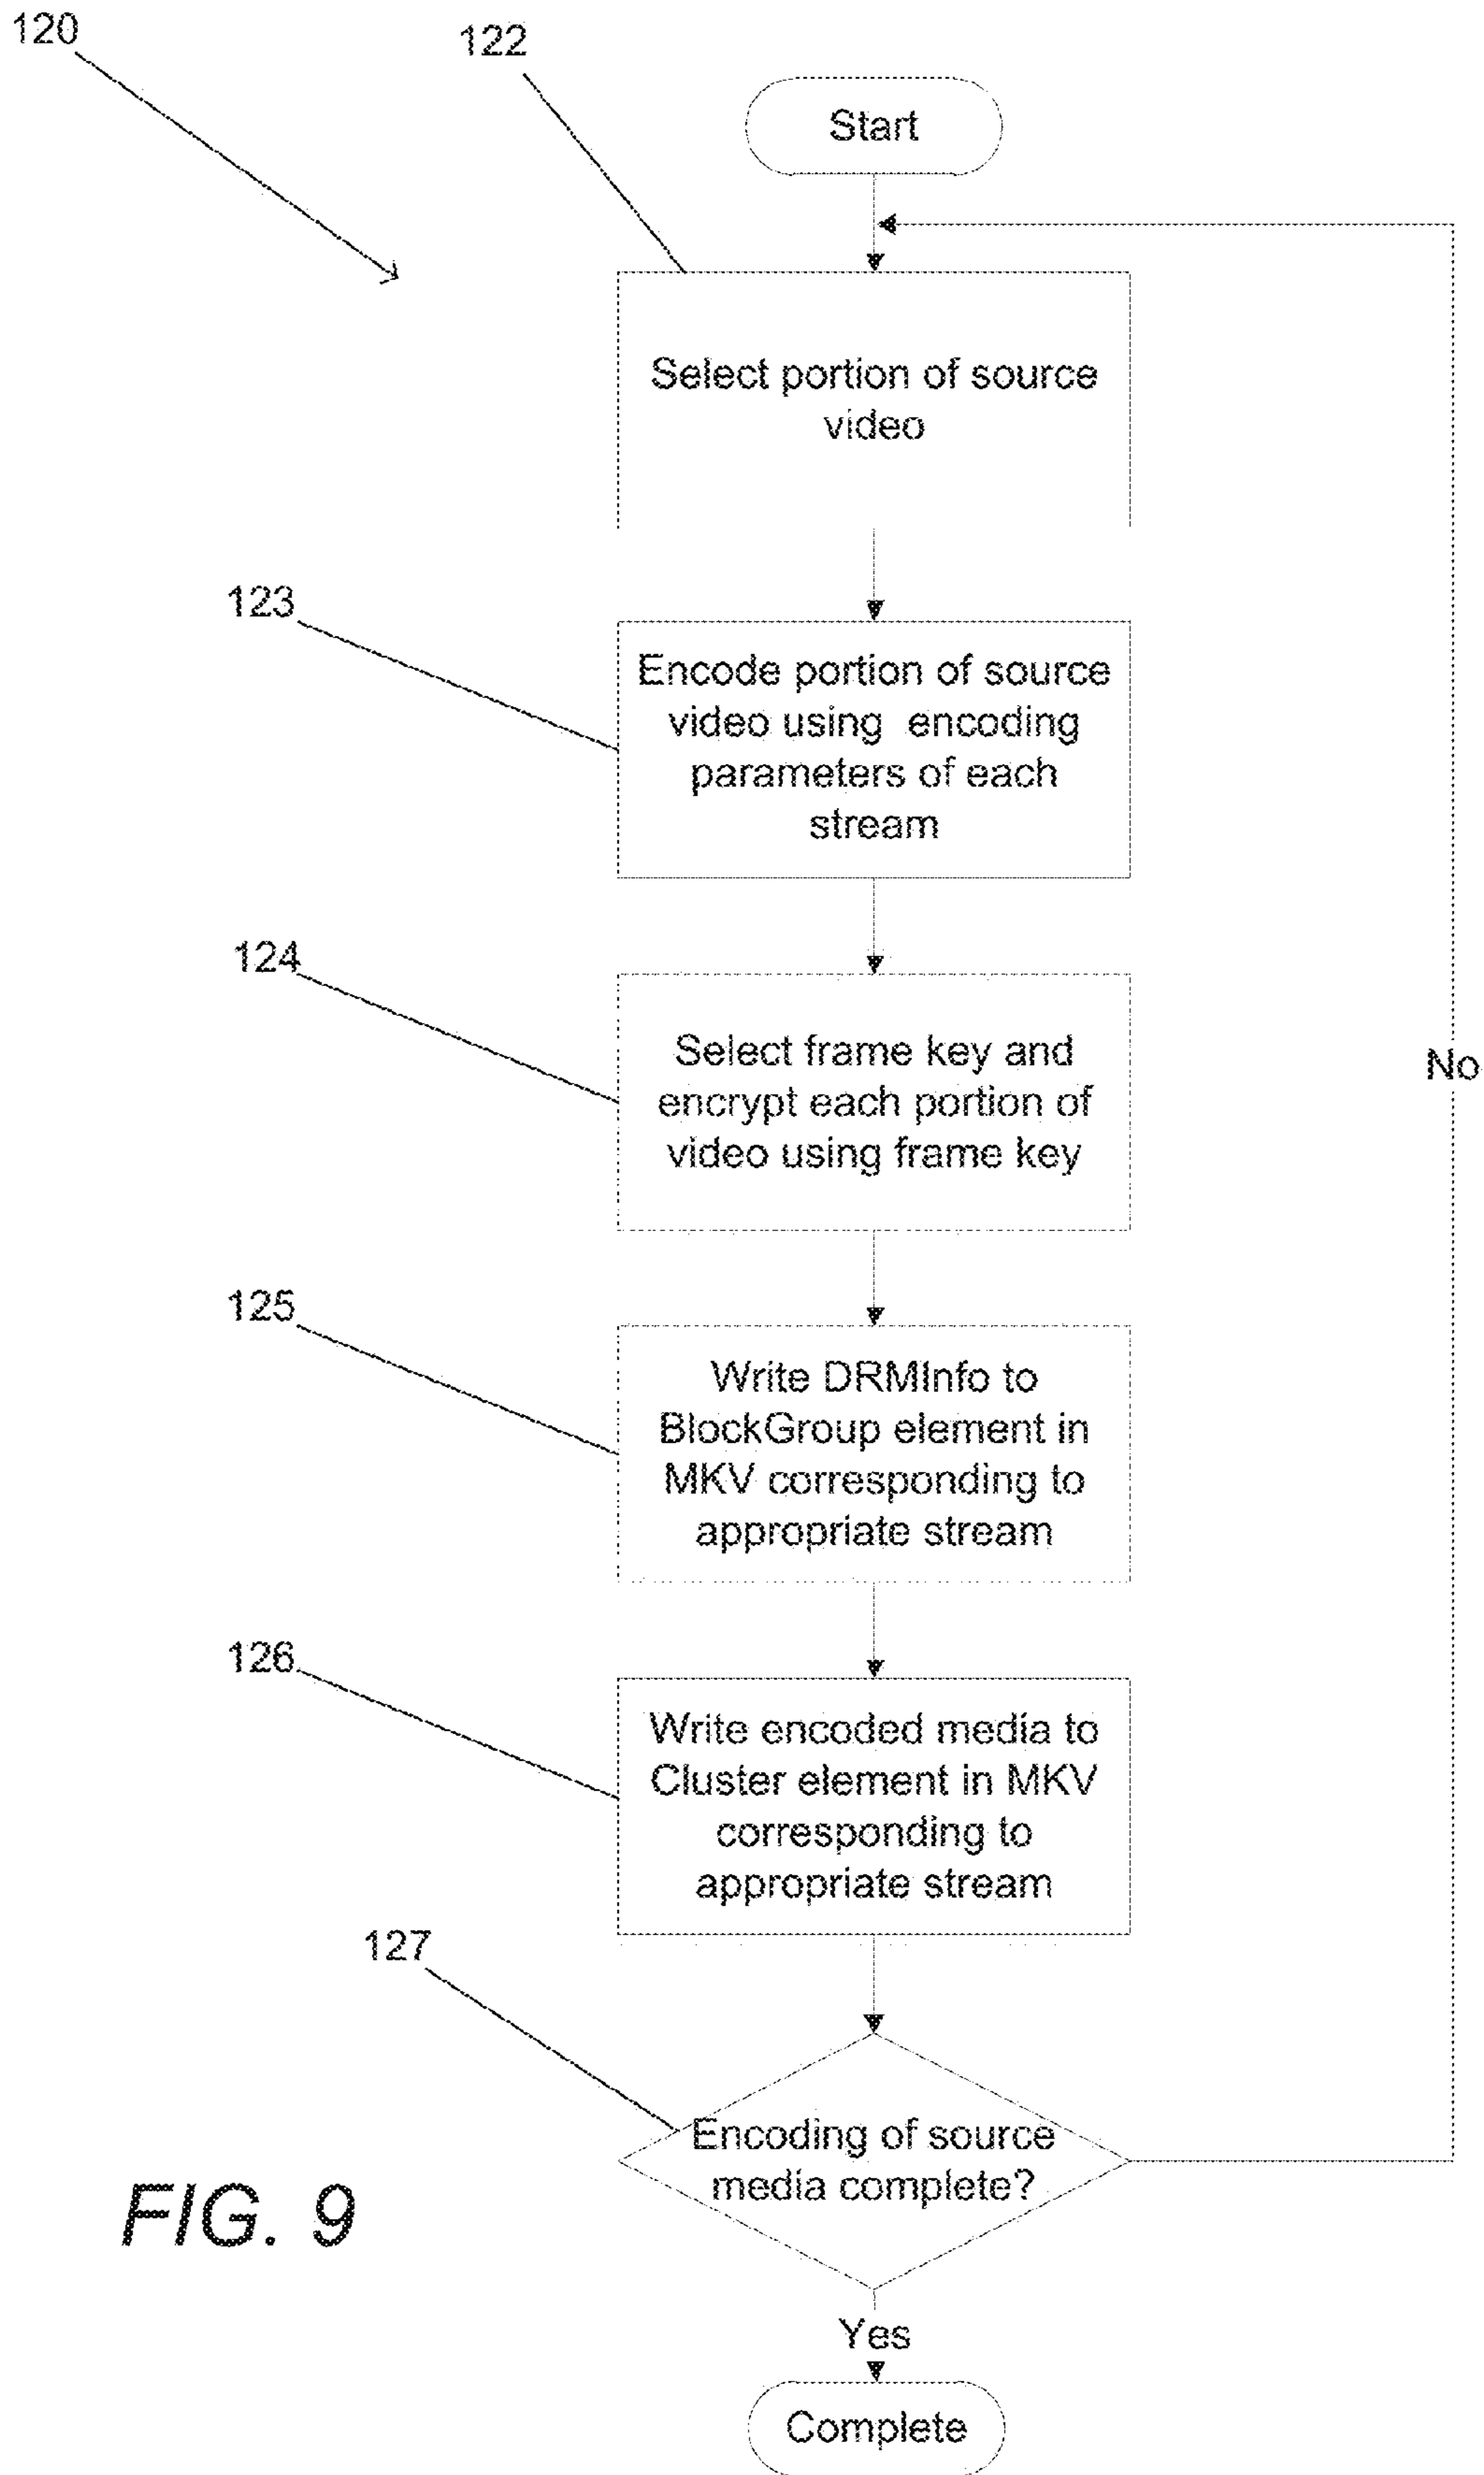 120
122
Start
Select portion of source
video
123
Encode portion of source
video using encoding
parameters of each
stream
124
Select frame key and
encrypt each portion of
video using frame key
No
125
Write DRMInfo to
BlockGroup element in
MKV corresponding to
appropriate stream
126
Write encoded media to
Cluster element in MKV
corresponding to
appropriate stream
127
Encoding of source
media complete?
FIG. 9
Yes
Complete